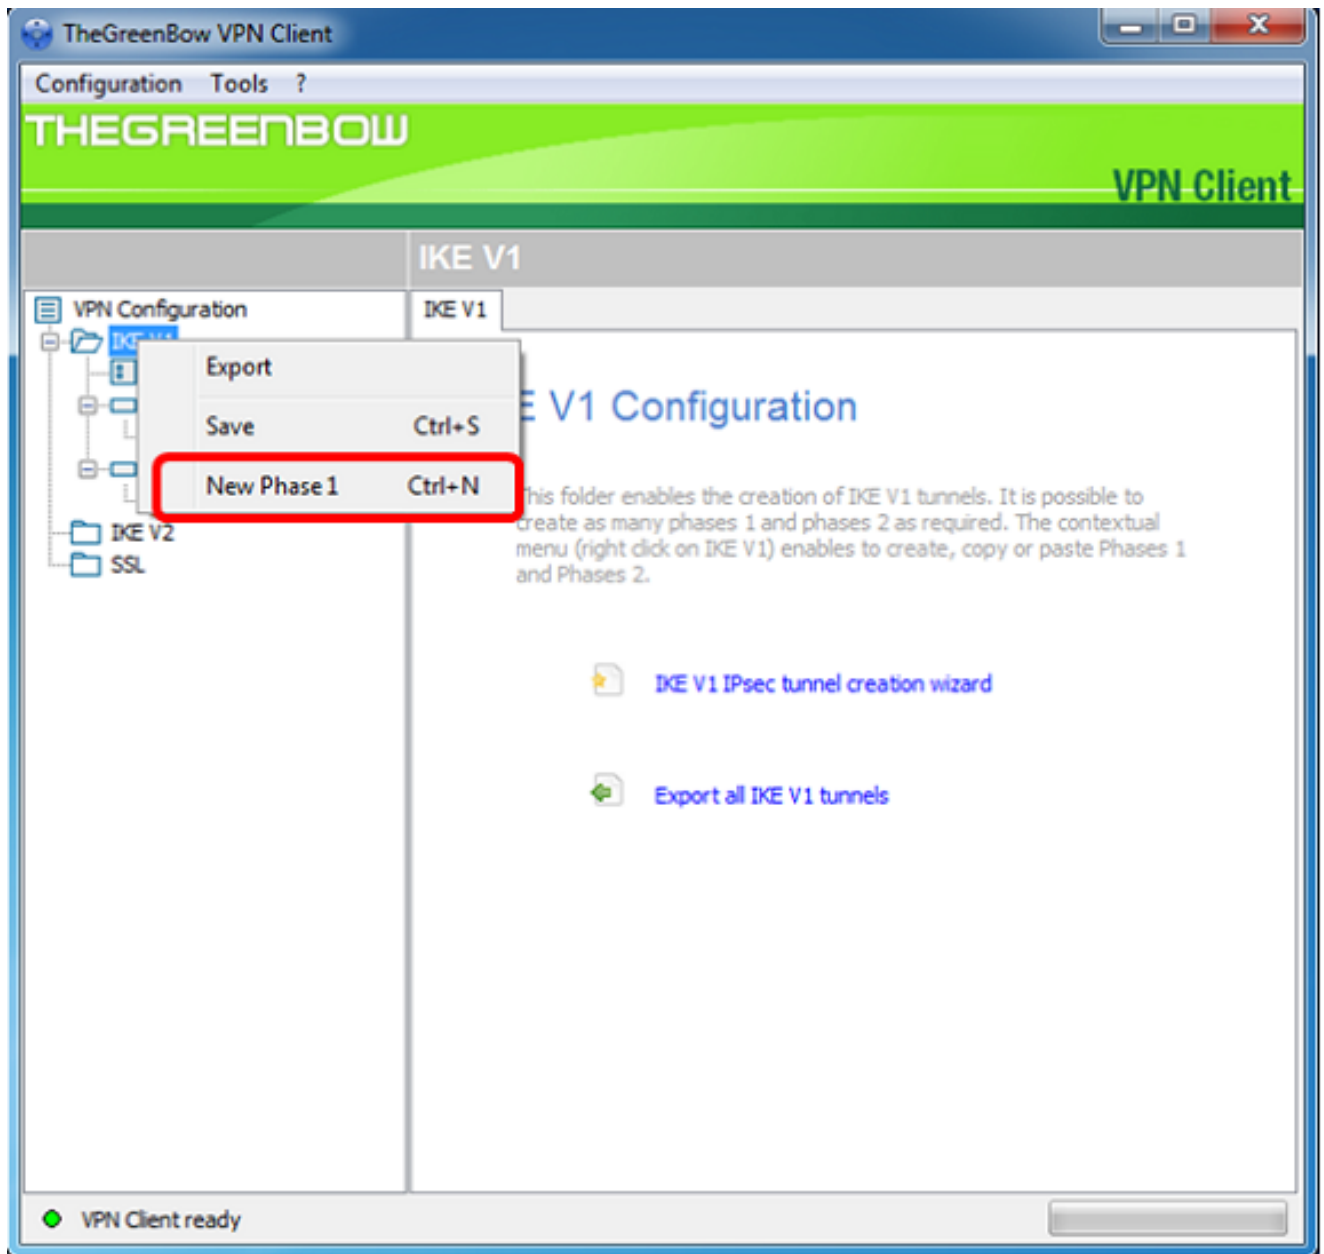 TheGreenBow VPN Client
Configuration Tools ?
THEGREENBOW
VPN Client
IKE V1
VPN Configuration
IKE V1
IKE V1
Export
Save Ctrl+S
New Phase 1 Ctrl+N
IKE V2
SSL
E V1 Configuration
This folder enables the creation of IKE V1 tunnels. It is possible to
create as many phases 1 and phases 2 as required. The contextual
menu (right click on IKE V1) enables to create, copy or paste Phases 1
and Phases 2.
IKE V1 IPsec tunnel creation wizard
Export all IKE V1 tunnels
VPN Client ready